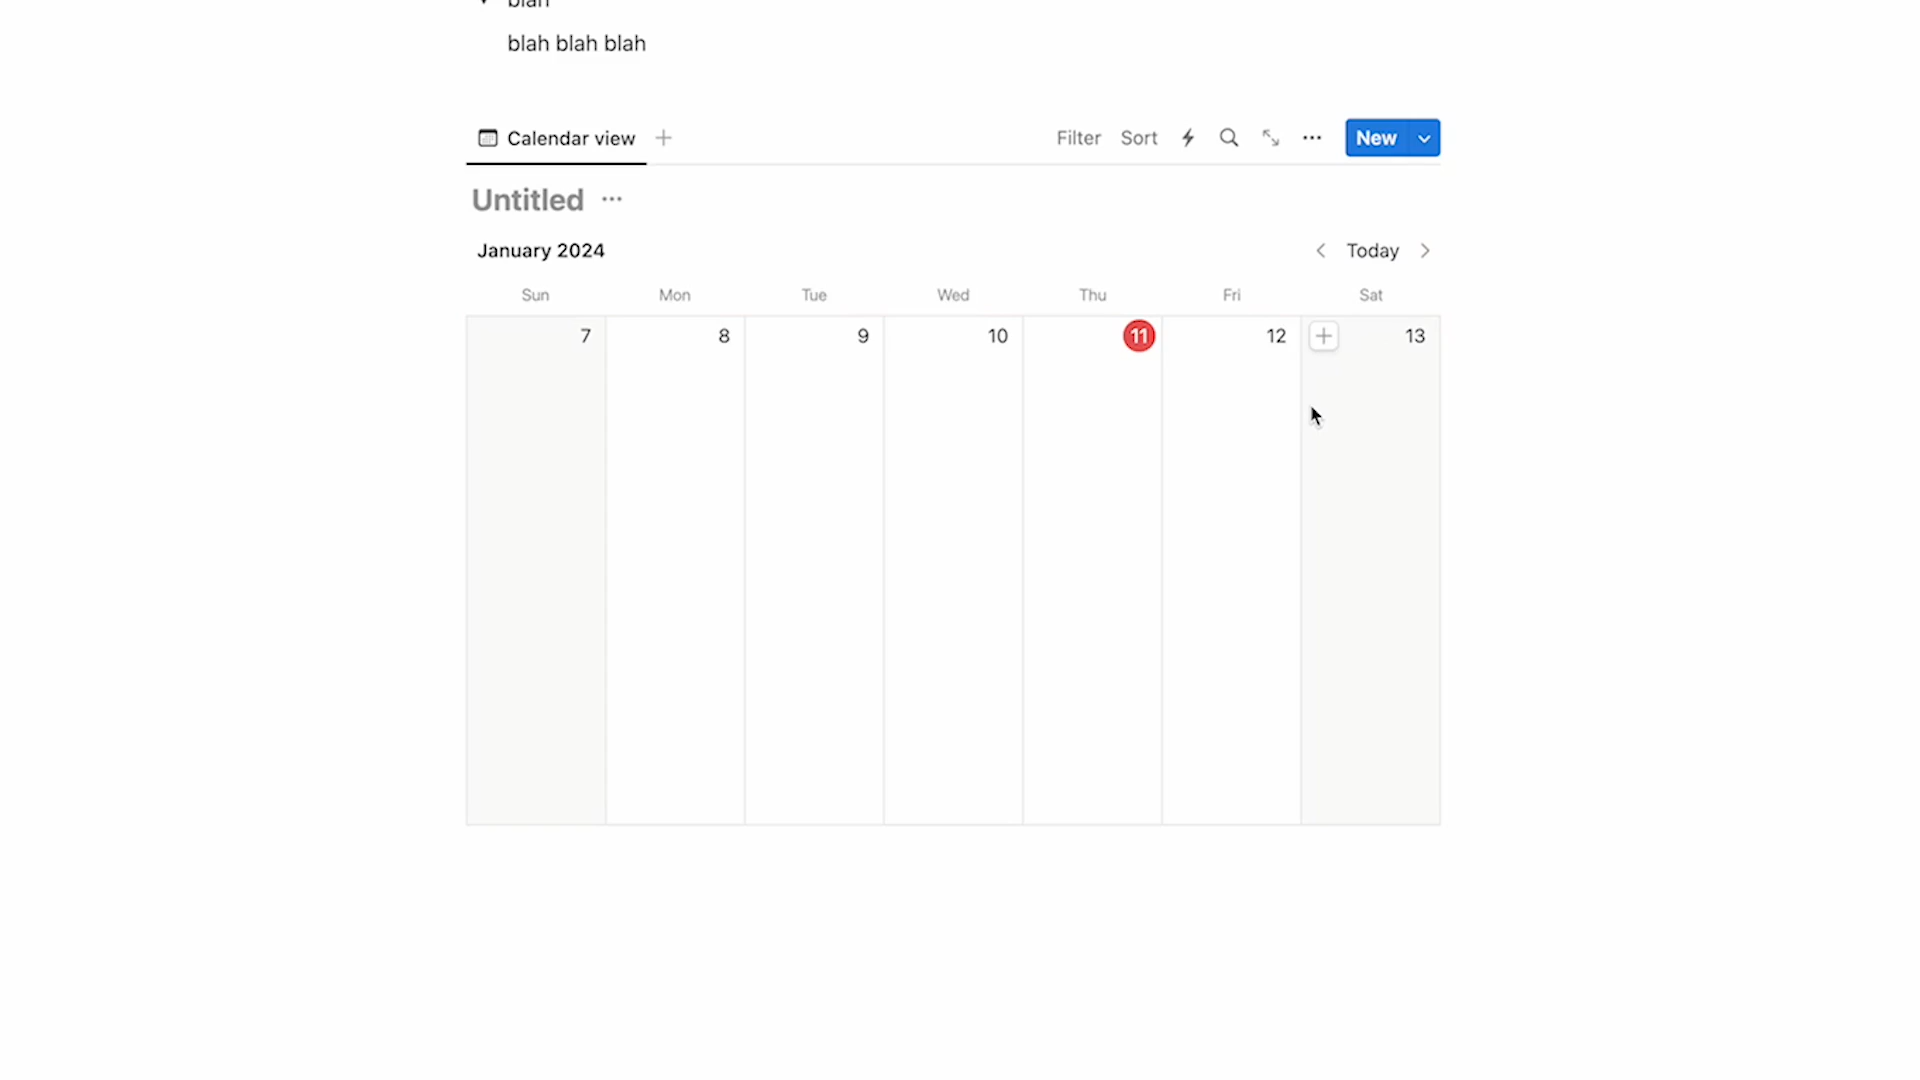 blah
blah blah blah
Calendar view Filter Sort New
Untitled
January 2024 Today
Sun Mon Tue Wed Thu Fri Sat
7 8 9 10 11 12 13